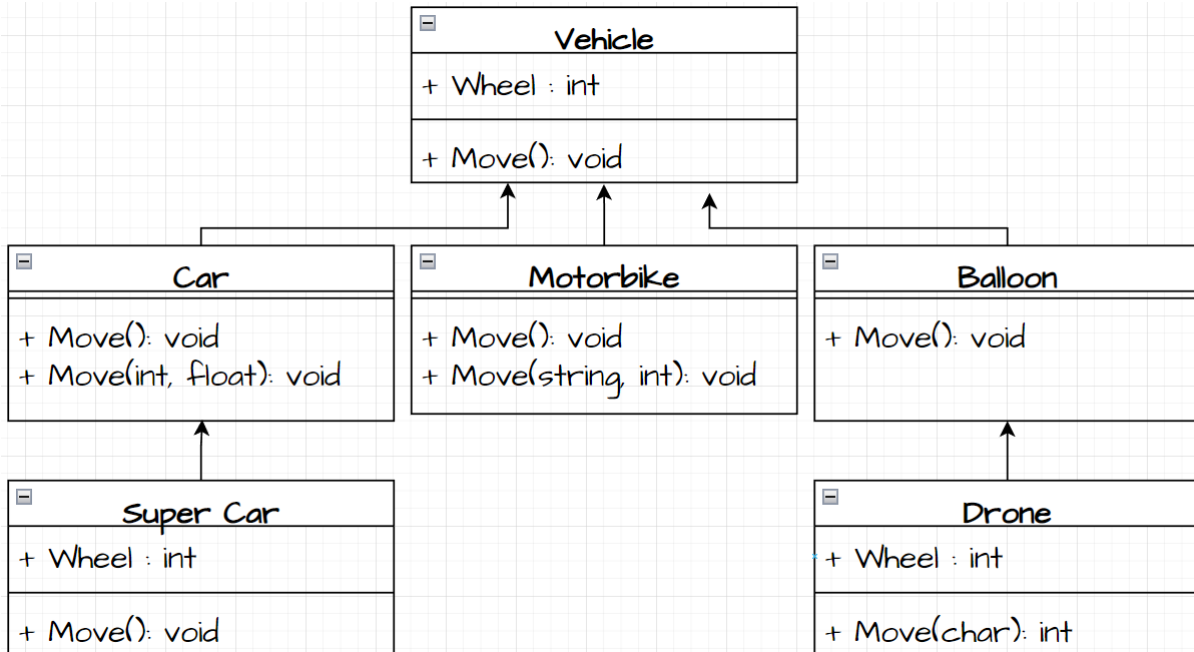 Vehicle
+ Wheel : int
+ Move(): void
Car
+ Move(): void
+ Move(int, float): void
Motorbike
+ Move(): void
+ Move(string, int): void
Balloon
+ Move(): void
Super Car
+ Wheel : int
+ Move(): void
Drone
+ Wheel : int
+ Move(char): int